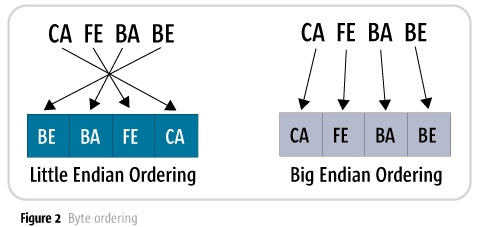 CA FE BA BE
BE BA FE CA
Little Endian Ordering
CA FE BA BE
CA FE BA BE
Big Endian Ordering
Figure 2 Byte ordering